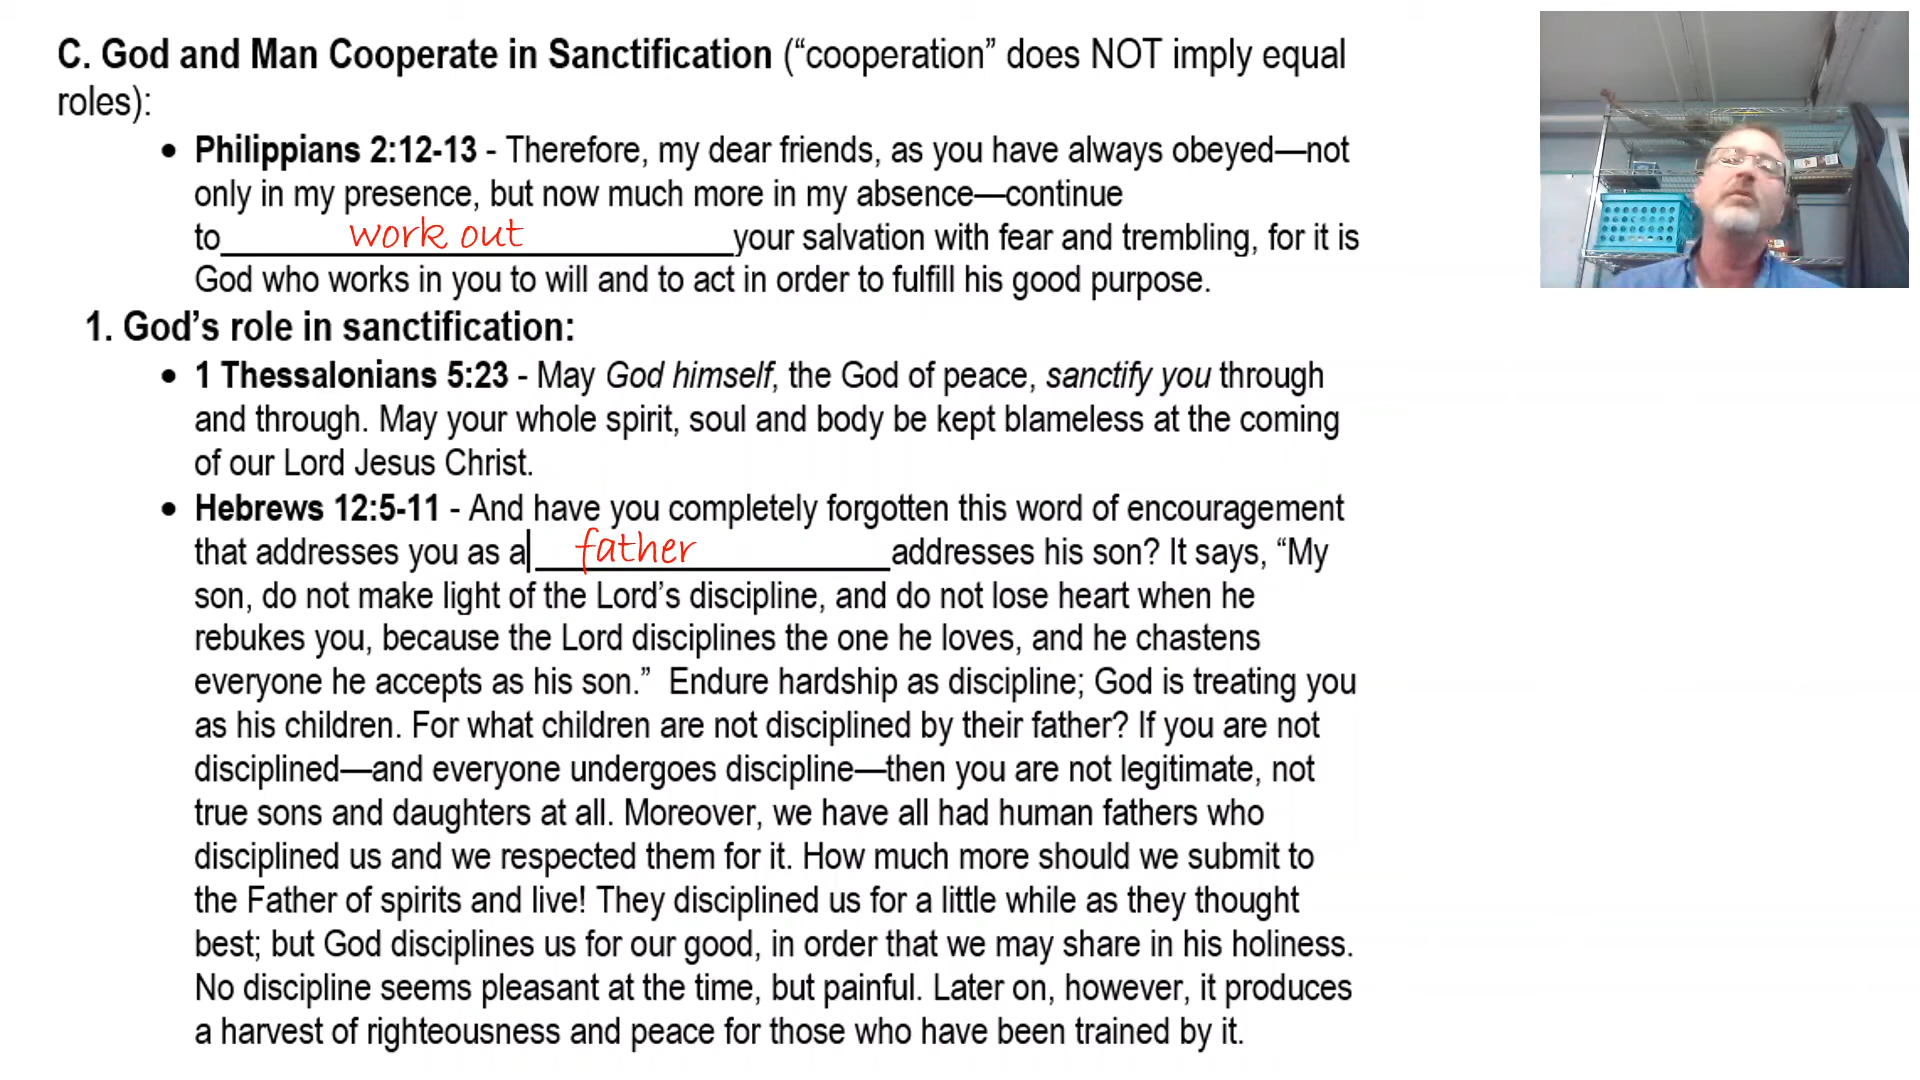 C. God and Man Cooperate in Sanctification (“cooperation” does NOT imply equal
roles):
• Philippians 2:12-13 - Therefore, my dear friends, as you have always obeyed—not
only in my presence, but now much more in my absence—continue
to work out your salvation with fear and trembling, for it is
God who works in you to will and to act in order to fulfill his good purpose.
1. God’s role in sanctification:
• 1 Thessalonians 5:23 - May God himself, the God of peace, sanctify you through
and through. May your whole spirit, soul and body be kept blameless at the coming
of our Lord Jesus Christ.
• Hebrews 12:5-11 - And have you completely forgotten this word of encouragement
that addresses you as a father addresses his son? It says, “My
son, do not make light of the Lord’s discipline, and do not lose heart when he
rebukes you, because the Lord disciplines the one he loves, and he chastens
everyone he accepts as his son.” Endure hardship as discipline; God is treating you
as his children. For what children are not disciplined by their father? If you are not
disciplined—and everyone undergoes discipline—then you are not legitimate, not
true sons and daughters at all. Moreover, we have all had human fathers who
disciplined us and we respected them for it. How much more should we submit to
the Father of spirits and live! They disciplined us for a little while as they thought
best; but God disciplines us for our good, in order that we may share in his holiness.
No discipline seems pleasant at the time, but painful. Later on, however, it produces
a harvest of righteousness and peace for those who have been trained by it.